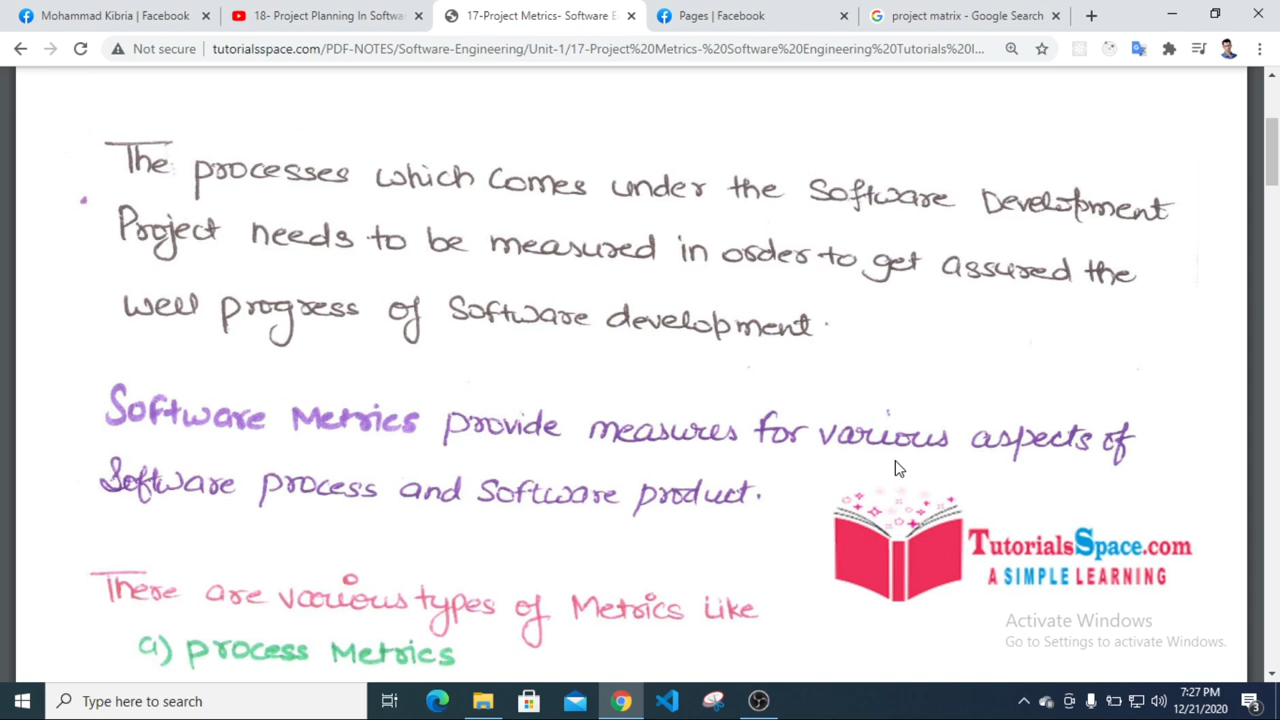 Mohammad Kibria | Facebook
18- Project Planning In Softwa
17-Project Metrics- Software E
Pages | Facebook
project matrix - Google Search
Not secure
tutorialsspace.com/PDF-NOTES/Software-Engineering/Unit-1/17-Project%20Metrics-%20Software%20Engineering%20Tutorials%20I...
The processes which comes under the Software Development
Project needs to be measured in order to get assured the
well progress of Software development.
Software Metrics provide measures for various aspects of
Software process and Software product.
TutorialsSpace.com
A SIMPLE LEARNING
There are various types of Metrics Like
a) process Metrics
Activate Windows
Go to Settings to activate Windows.
Type here to search
7:27 PM
12/21/2020
3